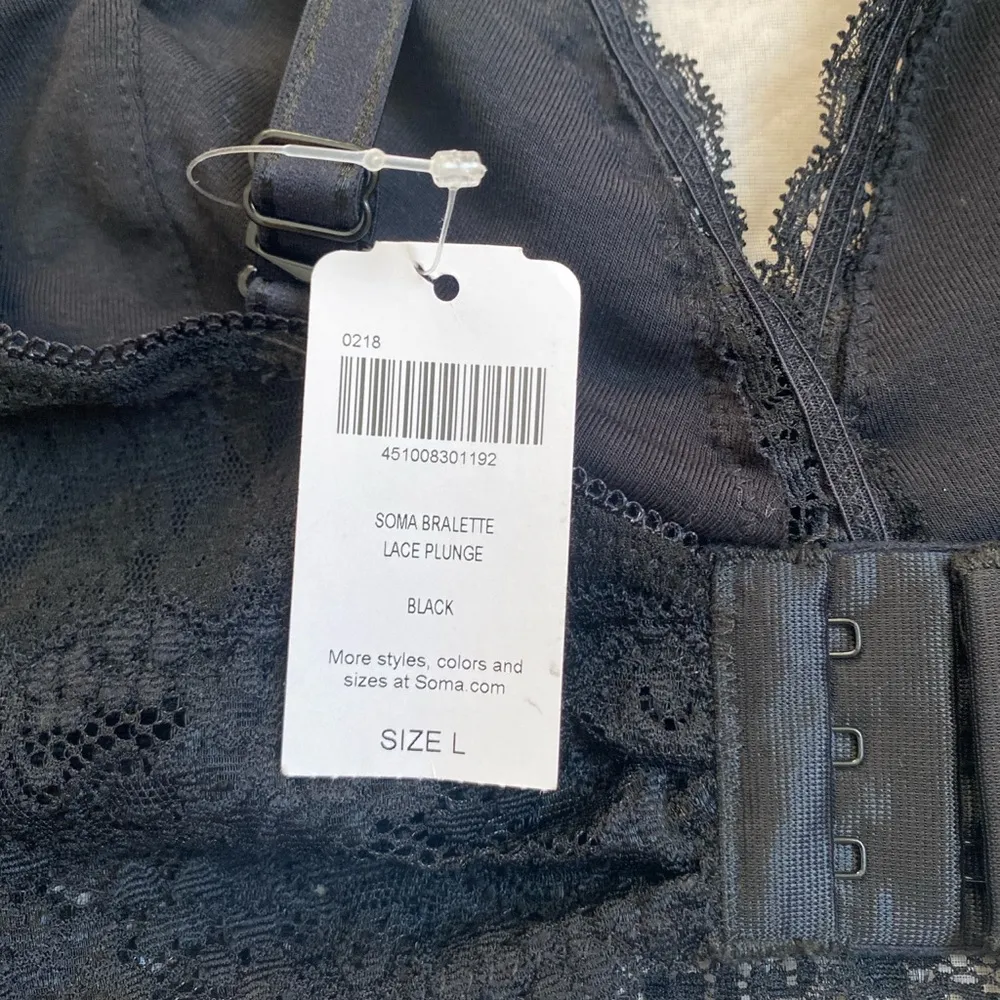 0218
451008301192
SOMA BRALETTE
LACE PLUNGE
BLACK
More styles, colors and
sizes at Soma.com
SIZE L